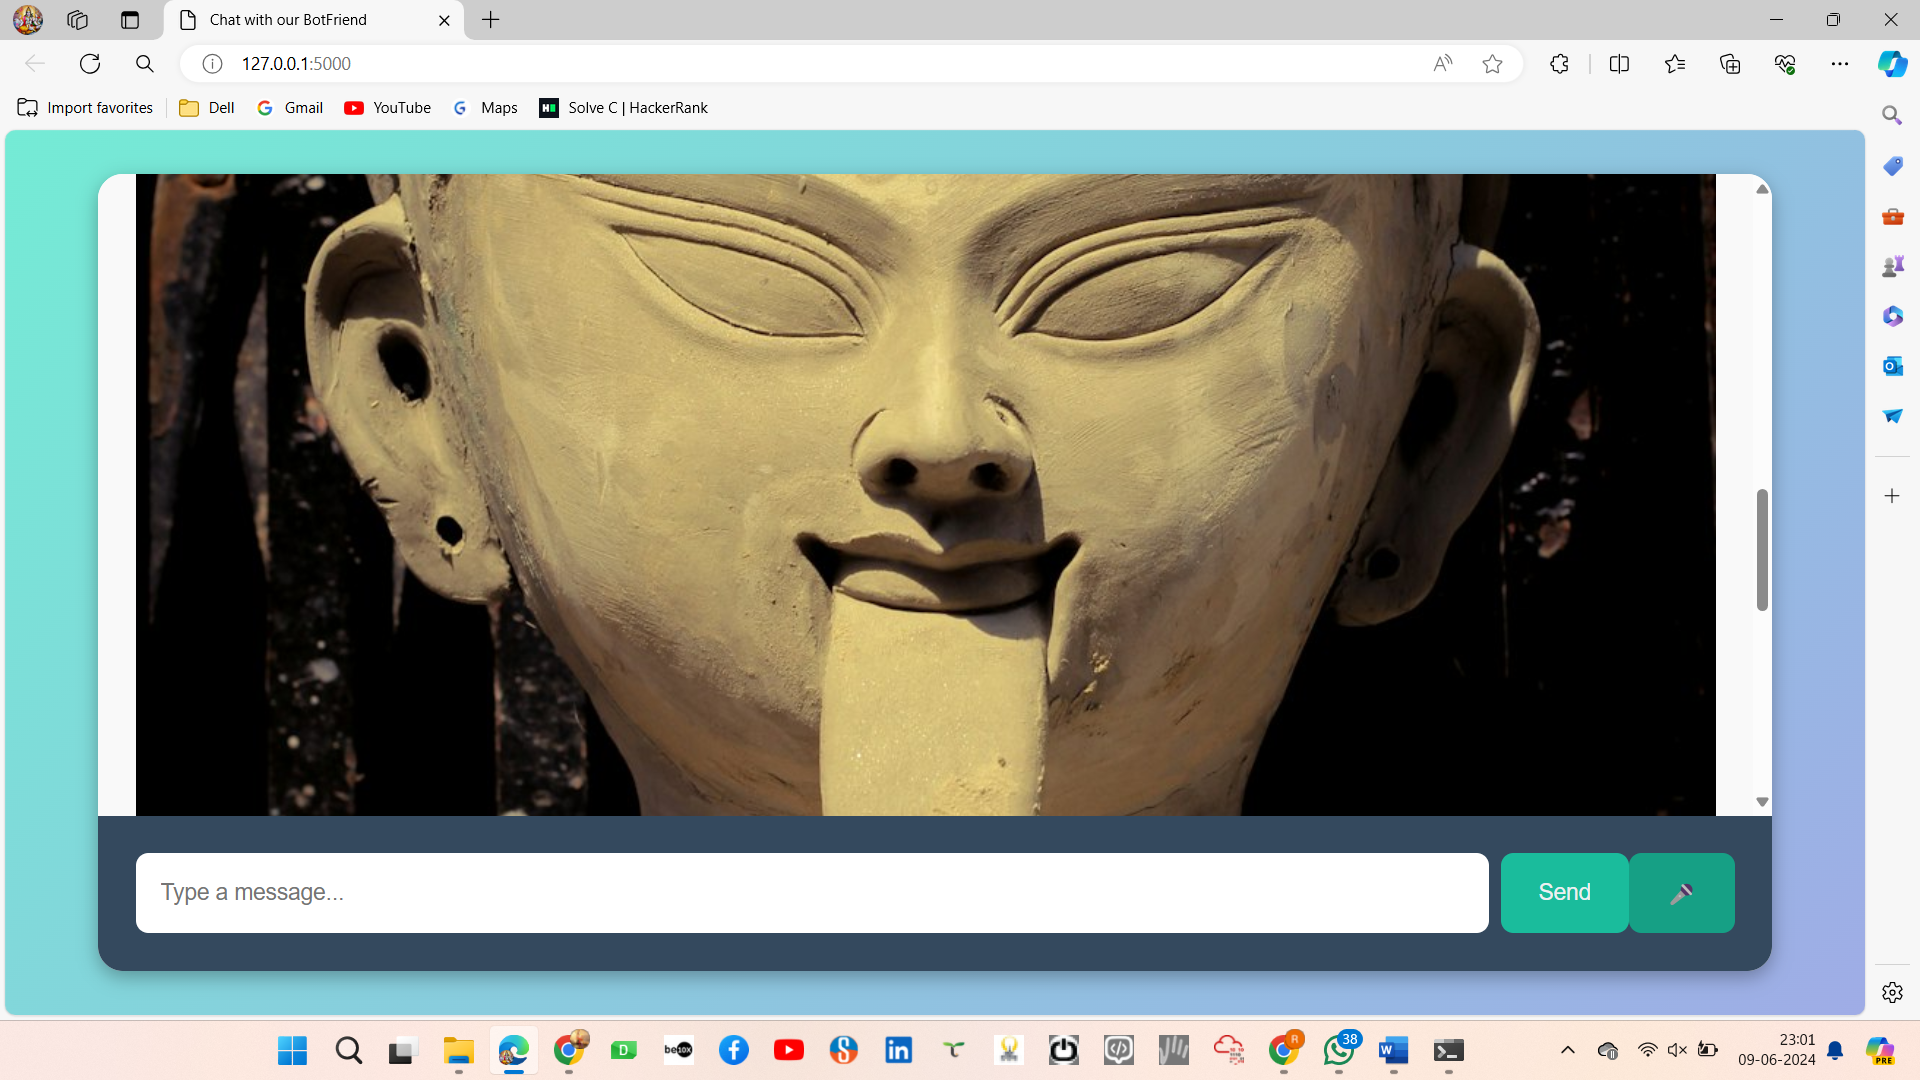 Chat with our BotFriend
127.0.0.1:5000
Import favorites
Dell
Gmail
YouTube
Maps
Solve C | HackerRank
Type a message...
Send
38
23:01
09-06-2024